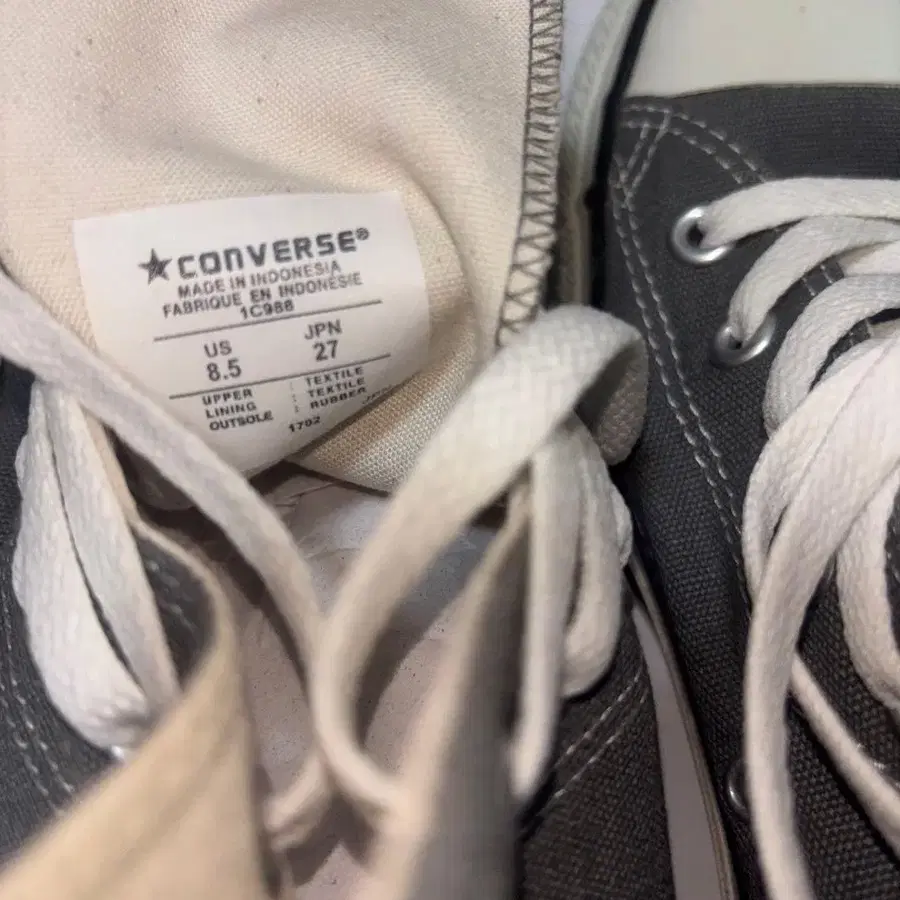 ★CONVERSE®
MADE IN INDONESIA
FABRIQUE EN INDONÉSIE
1C988
US JPN
8.5 27
UPPER : TEXTILE
LINING : TEXTILE
OUTSOLE : RUBBER
1702